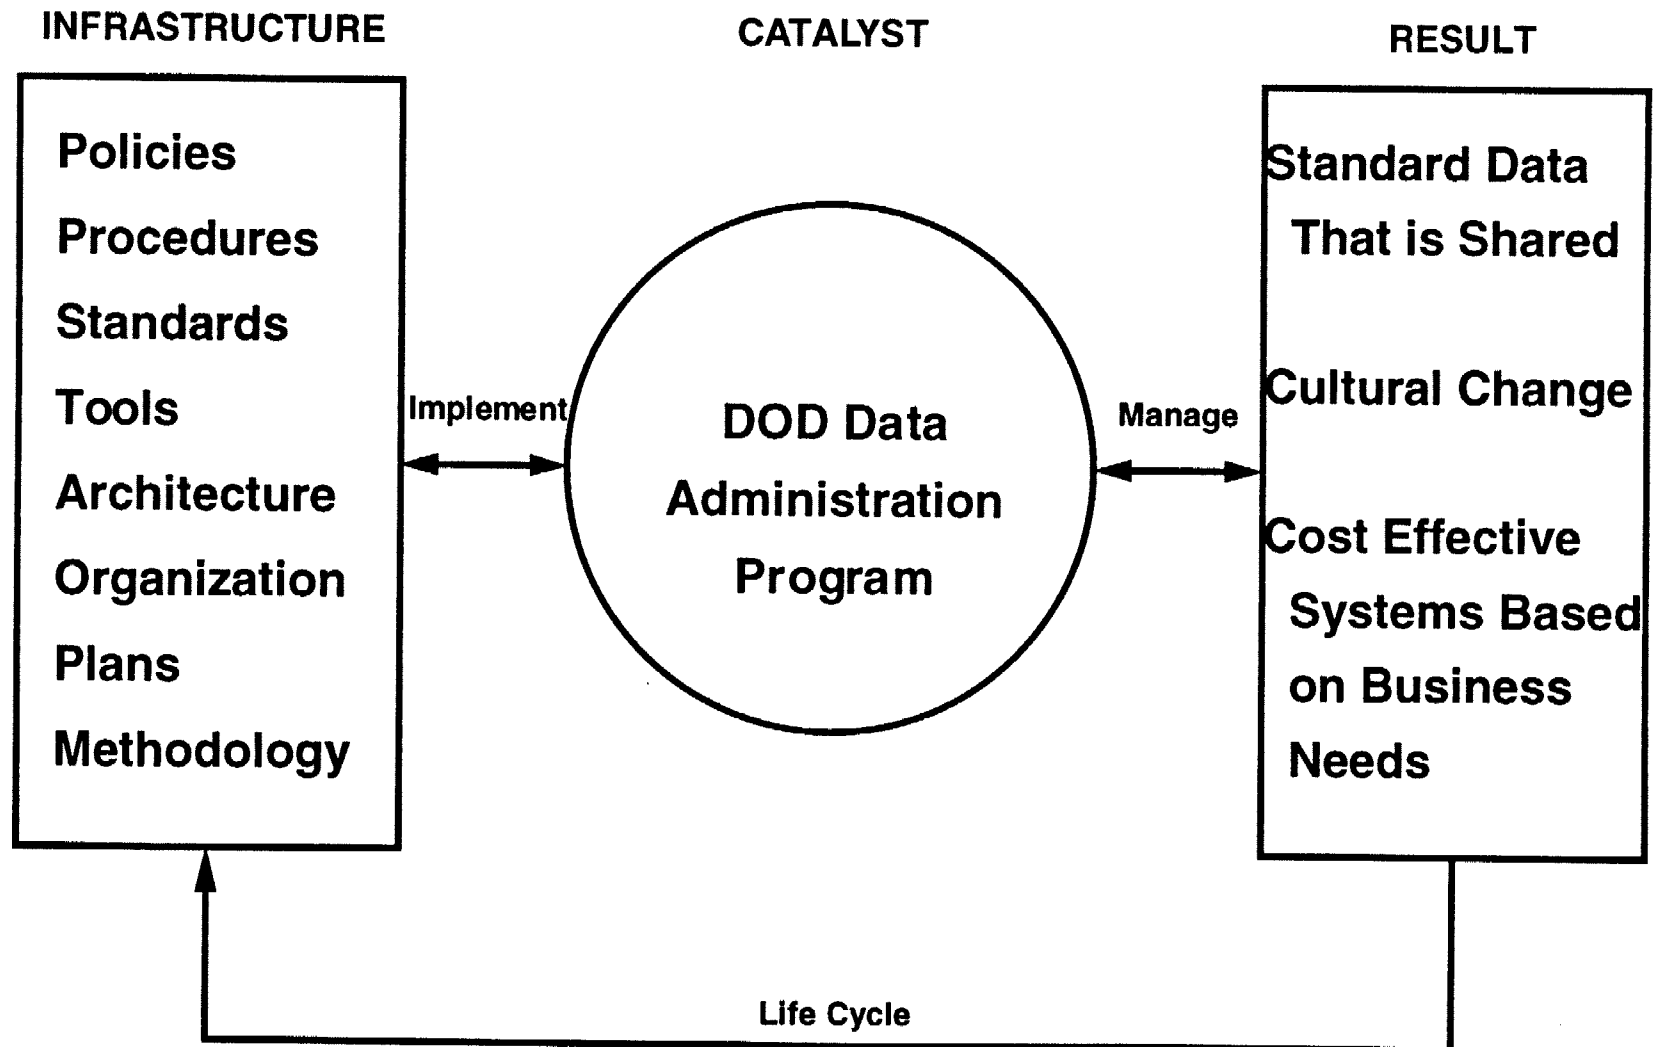 INFRASTRUCTURE
Policies
Procedures
Standards
Tools
Architecture
Organization
Plans
Methodology
Implement
CATALYST
DOD Data
Administration
Program
Manage
RESULT
Standard Data
That is Shared
Cultural Change
Cost Effective
Systems Based
on Business
Needs
Life Cycle